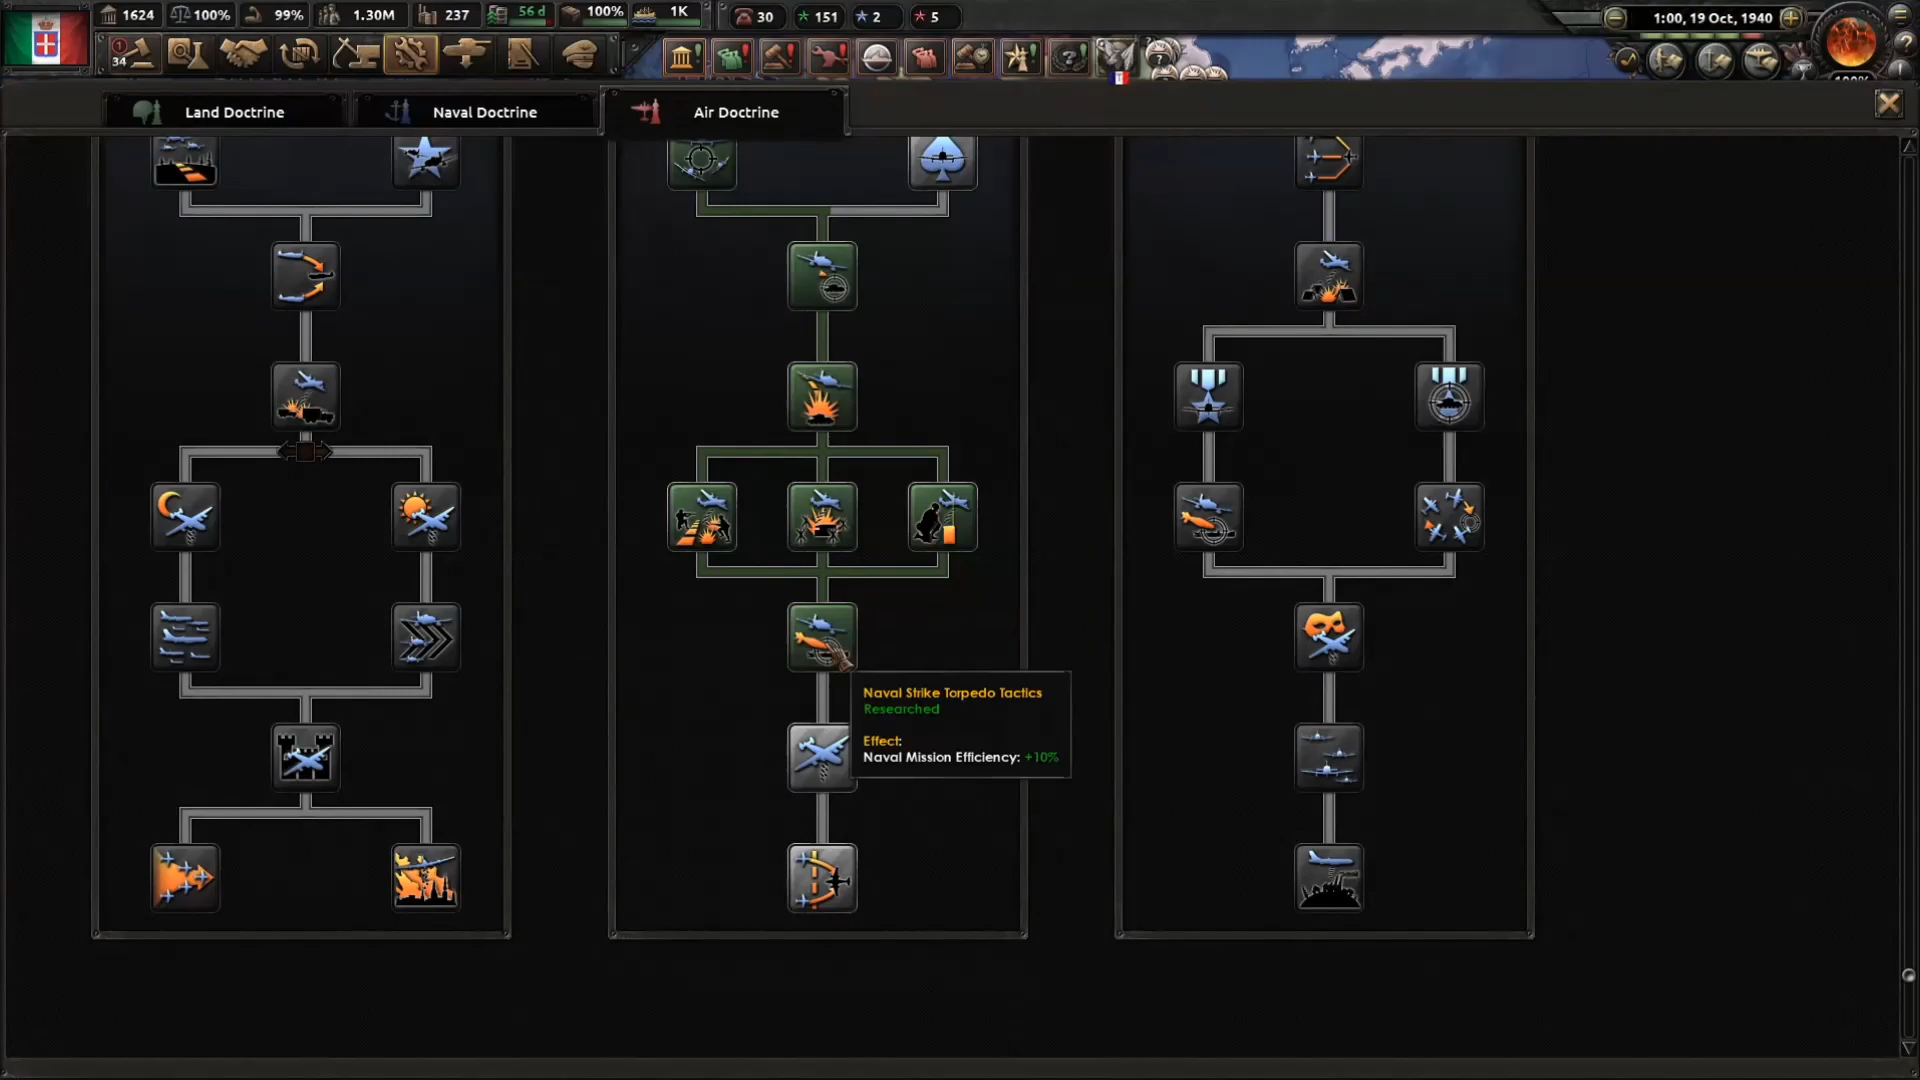 1624
100%
99%
1.30M
237
56 d
100%
1K
30
151
2
5
1:00, 19 Oct, 1940
1
34
Land Doctrine
Naval Doctrine
Air Doctrine
Naval Strike Torpedo Tactics
Researched
Effect:
Naval Mission Efficiency: +10%